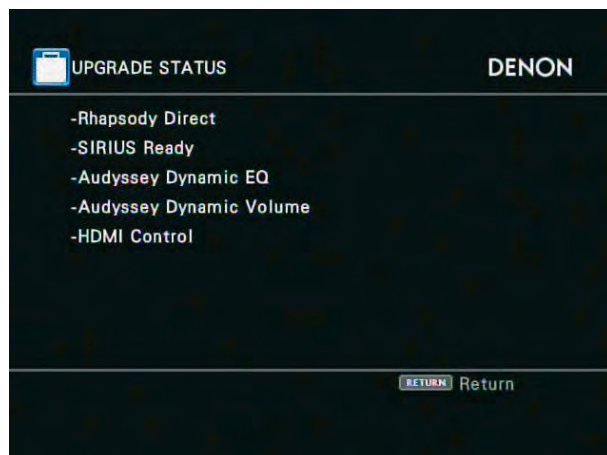 UPGRADE STATUS
DENON
-Rhapsody Direct
-SIRIUS Ready
-Audyssey Dynamic EQ
-Audyssey Dynamic Volume
-HDMI Control
RETURN Return